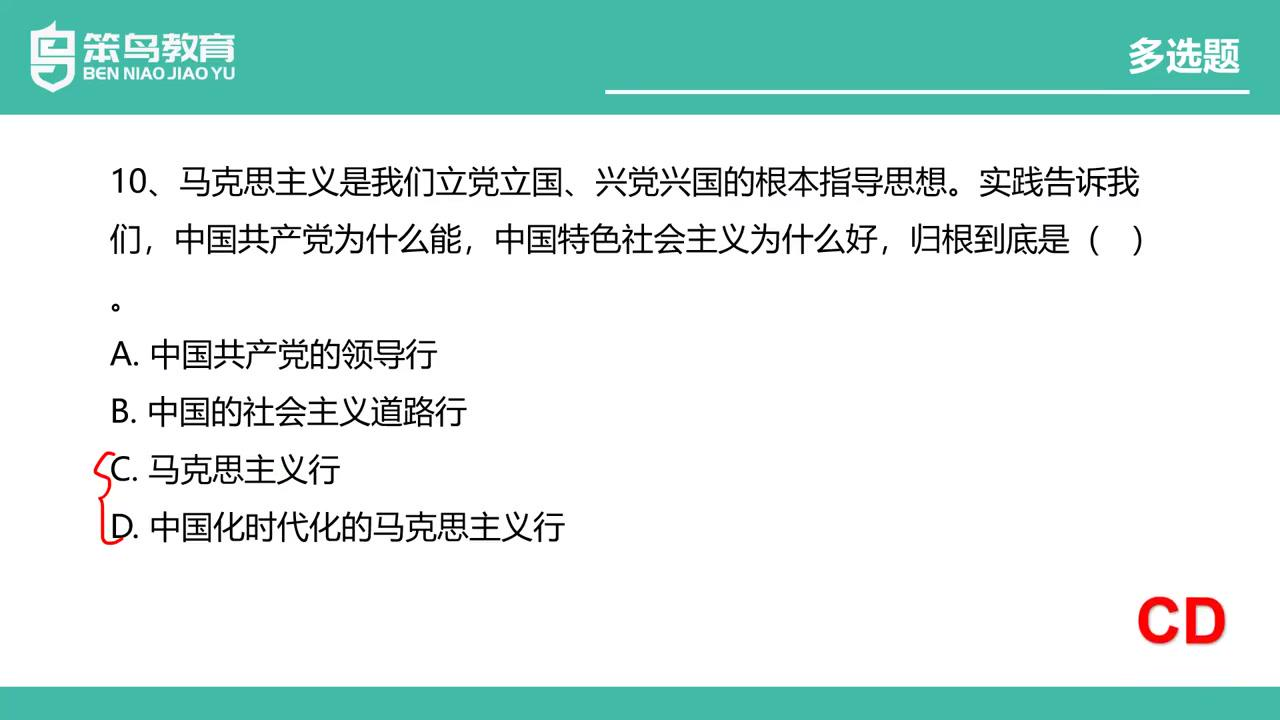 笨鸟教育
BEN NIAO JIAO YU
多选题
10、马克思主义是我们立党立国、兴党兴国的根本指导思想。实践告诉我
们，中国共产党为什么能，中国特色社会主义为什么好，归根到底是（ ）
。
A. 中国共产党的领导行
B. 中国的社会主义道路行
C. 马克思主义行
D. 中国化时代化的马克思主义行
CD